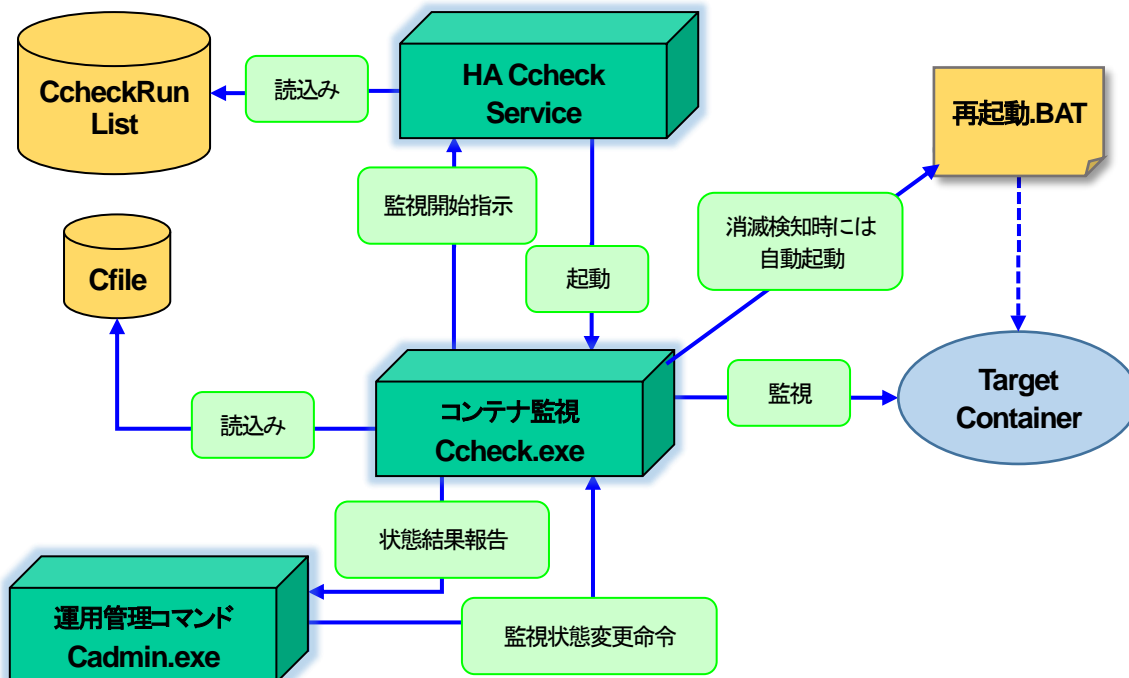 CcheckRun
List
読込み
HA Ccheck
Service
再起動.BAT
監視開始指示
消滅検知時には
自動起動
Cfile
起動
読込み
コンテナ監視
Ccheck.exe
監視
Target
Container
状態結果報告
運用管理コマンド
Cadmin.exe
監視状態変更命令